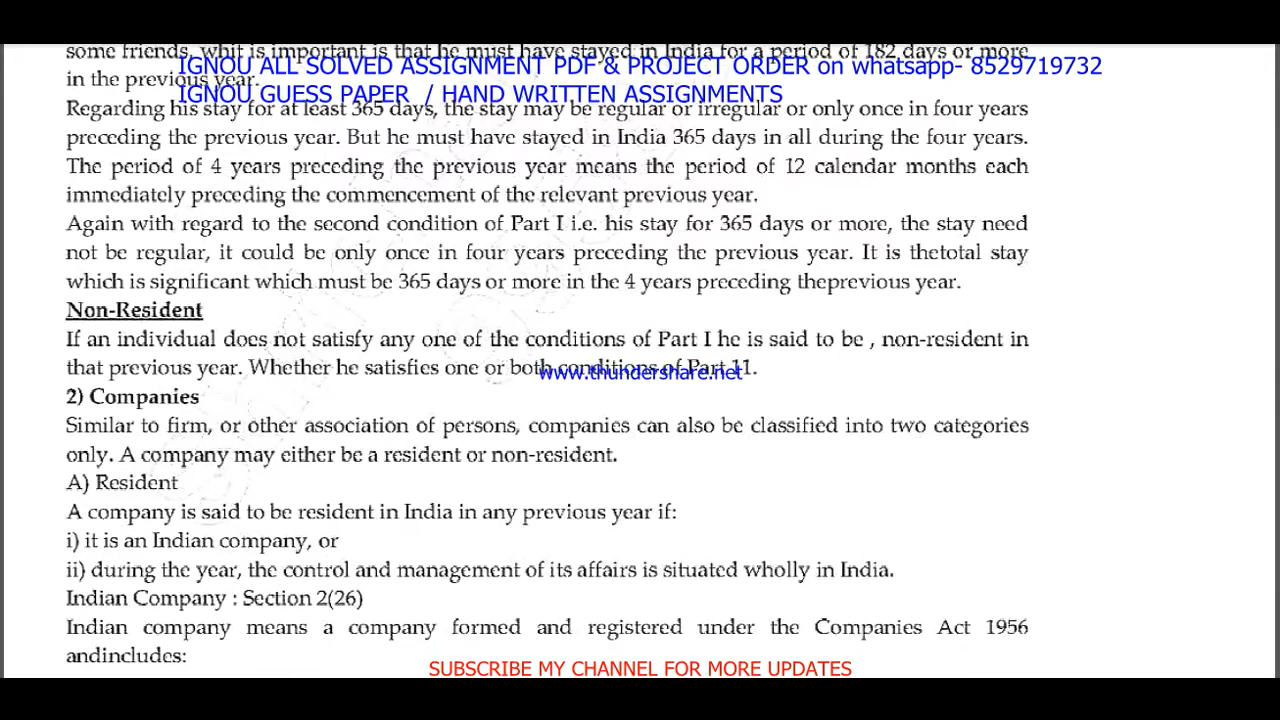 some friends, whit is important is that he must have stayed in India for a period of 182 days or more
IGNOU ALL SOLVED ASSIGNMENT PDF & PROJECT ORDER on whatsapp- 8529719732
in the previous year.
IGNOU GUESS PAPER / HAND WRITTEN ASSIGNMENTS
Regarding his stay for at least 365 days, the stay may be regular or irregular or only once in four years
preceding the previous year. But he must have stayed in India 365 days in all during the four years.
The period of 4 years preceding the previous year means the period of 12 calendar months each
immediately preceding the commencement of the relevant previous year.
Again with regard to the second condition of Part I i.e. his stay for 365 days or more, the stay need
not be regular, it could be only once in four years preceding the previous year. It is thetotal stay
which is significant which must be 365 days or more in the 4 years preceding theprevious year.
Non-Resident
If an individual does not satisfy any one of the conditions of Part I he is said to be , non-resident in
that previous year. Whether he satisfies one or both conditions of Part 11.
www.thundershare.net
2) Companies
Similar to firm, or other association of persons, companies can also be classified into two categories
only. A company may either be a resident or non-resident.
A) Resident
A company is said to be resident in India in any previous year if:
i) it is an Indian company, or
ii) during the year, the control and management of its affairs is situated wholly in India.
Indian Company : Section 2(26)
Indian company means a company formed and registered under the Companies Act 1956
andincludes:
SUBSCRIBE MY CHANNEL FOR MORE UPDATES